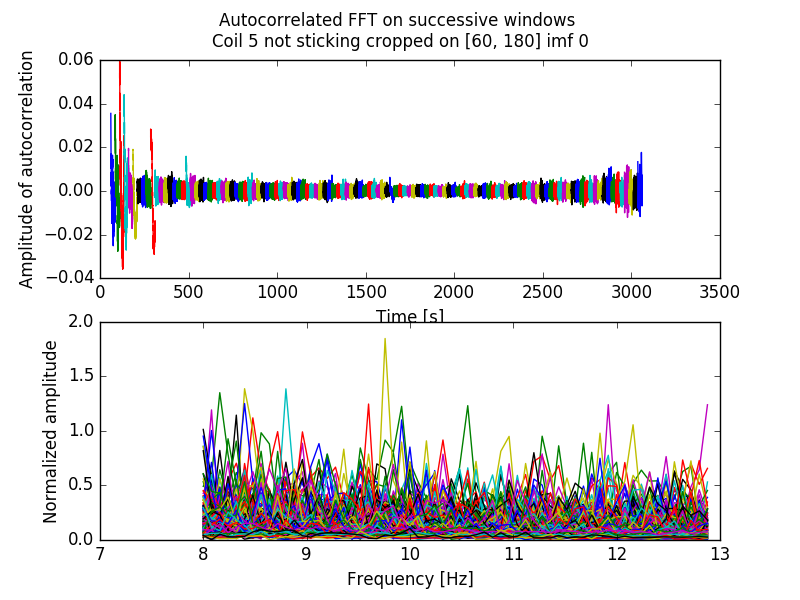 Autocorrelated FFT on successive windows
Coil 5 not sticking cropped on [60, 180] imf 0
Amplitude of autocorrelation
0.06
0.04
0.02
0.00
−0.02
−0.04
0 500 1000 1500 2000 2500 3000 3500
Time [s]
Normalized amplitude
2.0
1.5
1.0
0.5
0.0
7 8 9 10 11 12 13
Frequency [Hz]